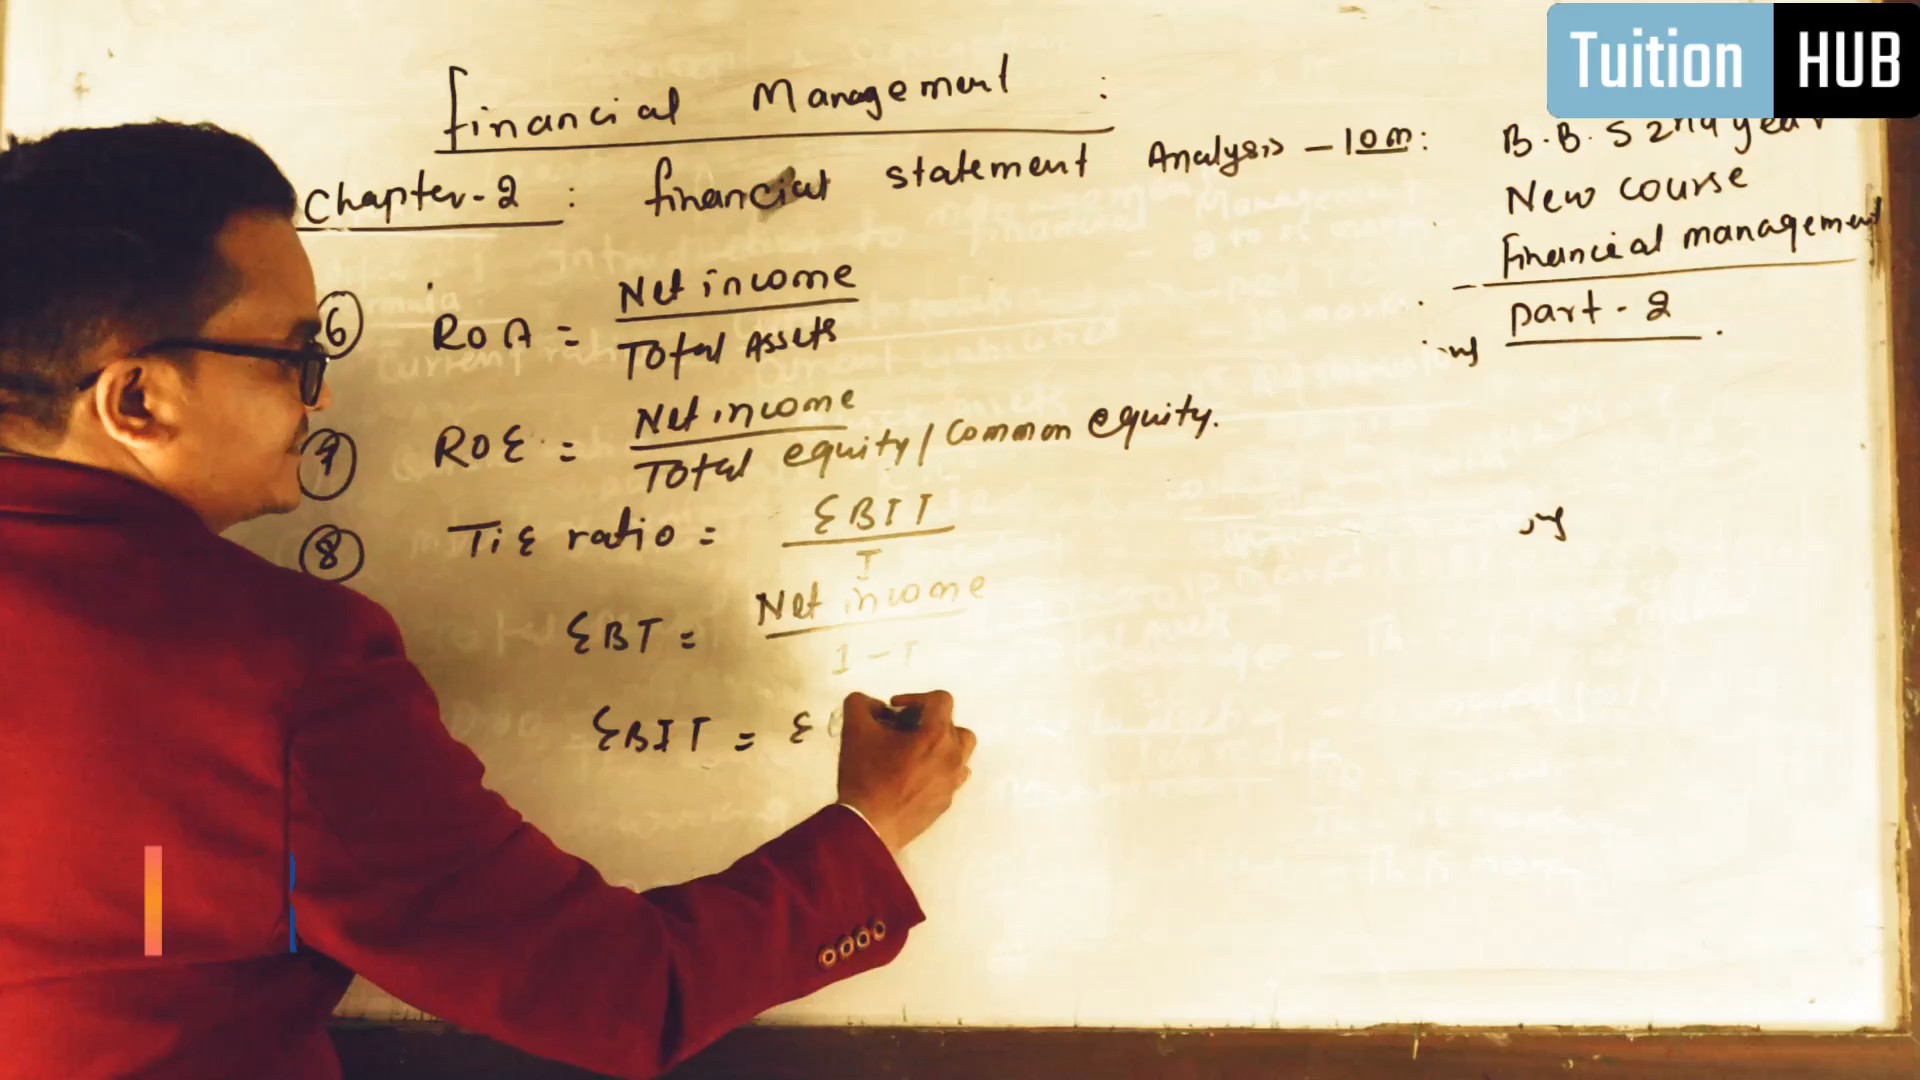 Tuition HUB
Financial Management :
Chapter-2 : financial statement Analysis - 10m:
B.B.S 2nd year
New course
Financial management
Part-2
6 ROA = Net income
Total Assets
7 ROE = Net income
Total equity / Common equity.
8 TiE ratio = EBIT
I
EBT = Net income
1-T
EBIT = E